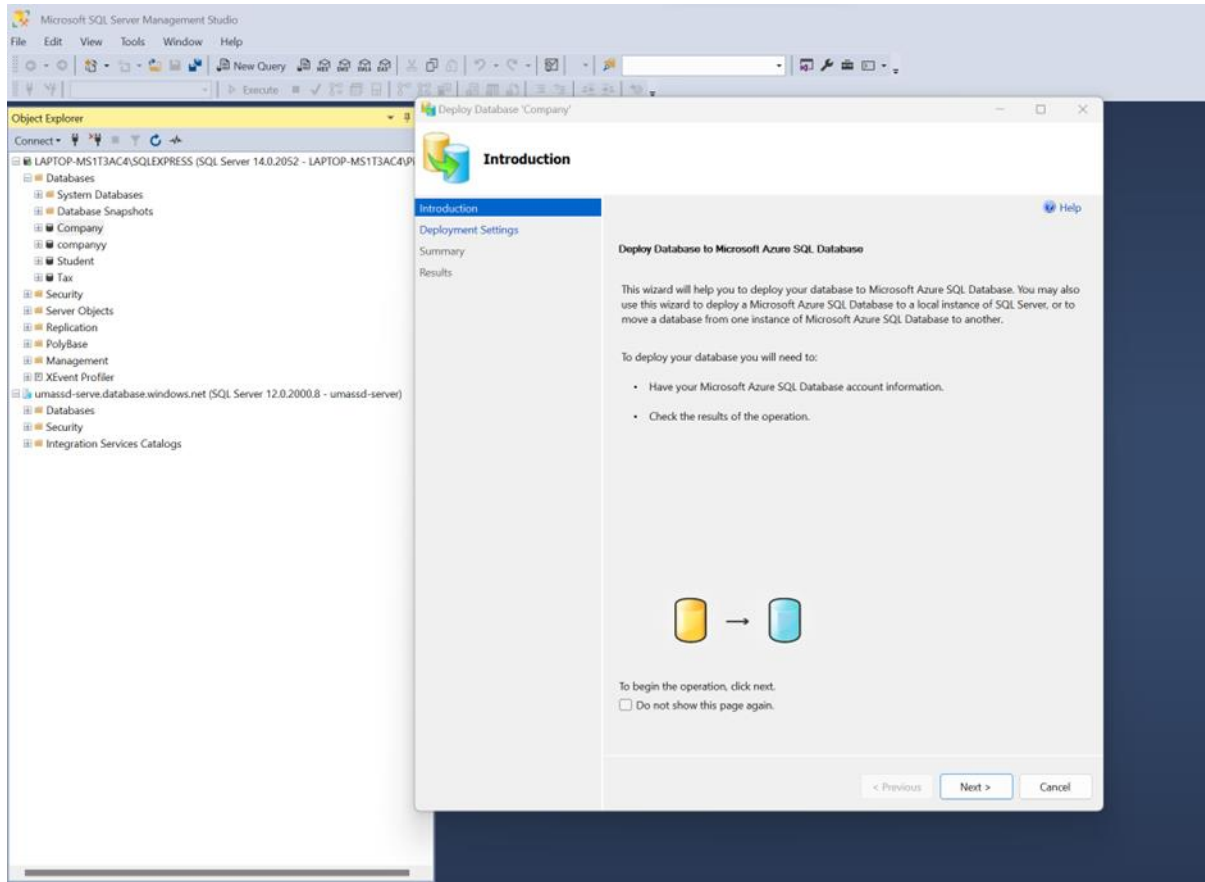 Microsoft SQL Server Management Studio
File Edit View Tools Window Help
New Query
Execute
Object Explorer
Connect
LAPTOP-MS1T3AC4\SQLEXPRESS (SQL Server 14.0.2052 - LAPTOP-MS1T3AC4\PI
Databases
System Databases
Database Snapshots
Company
companyy
Student
Tax
Security
Server Objects
Replication
PolyBase
Management
XEvent Profiler
umassd-serve.database.windows.net (SQL Server 12.0.2000.8 - umassd-server)
Databases
Security
Integration Services Catalogs
Deploy Database 'Company'
Introduction
Introduction
Deployment Settings
Summary
Results
Help
Deploy Database to Microsoft Azure SQL Database
This wizard will help you to deploy your database to Microsoft Azure SQL Database. You may also
use this wizard to deploy a Microsoft Azure SQL Database to a local instance of SQL Server, or to
move a database from one instance of Microsoft Azure SQL Database to another.
To deploy your database you will need to:
• Have your Microsoft Azure SQL Database account information.
• Check the results of the operation.
To begin the operation, click next.
Do not show this page again.
< Previous Next > Cancel